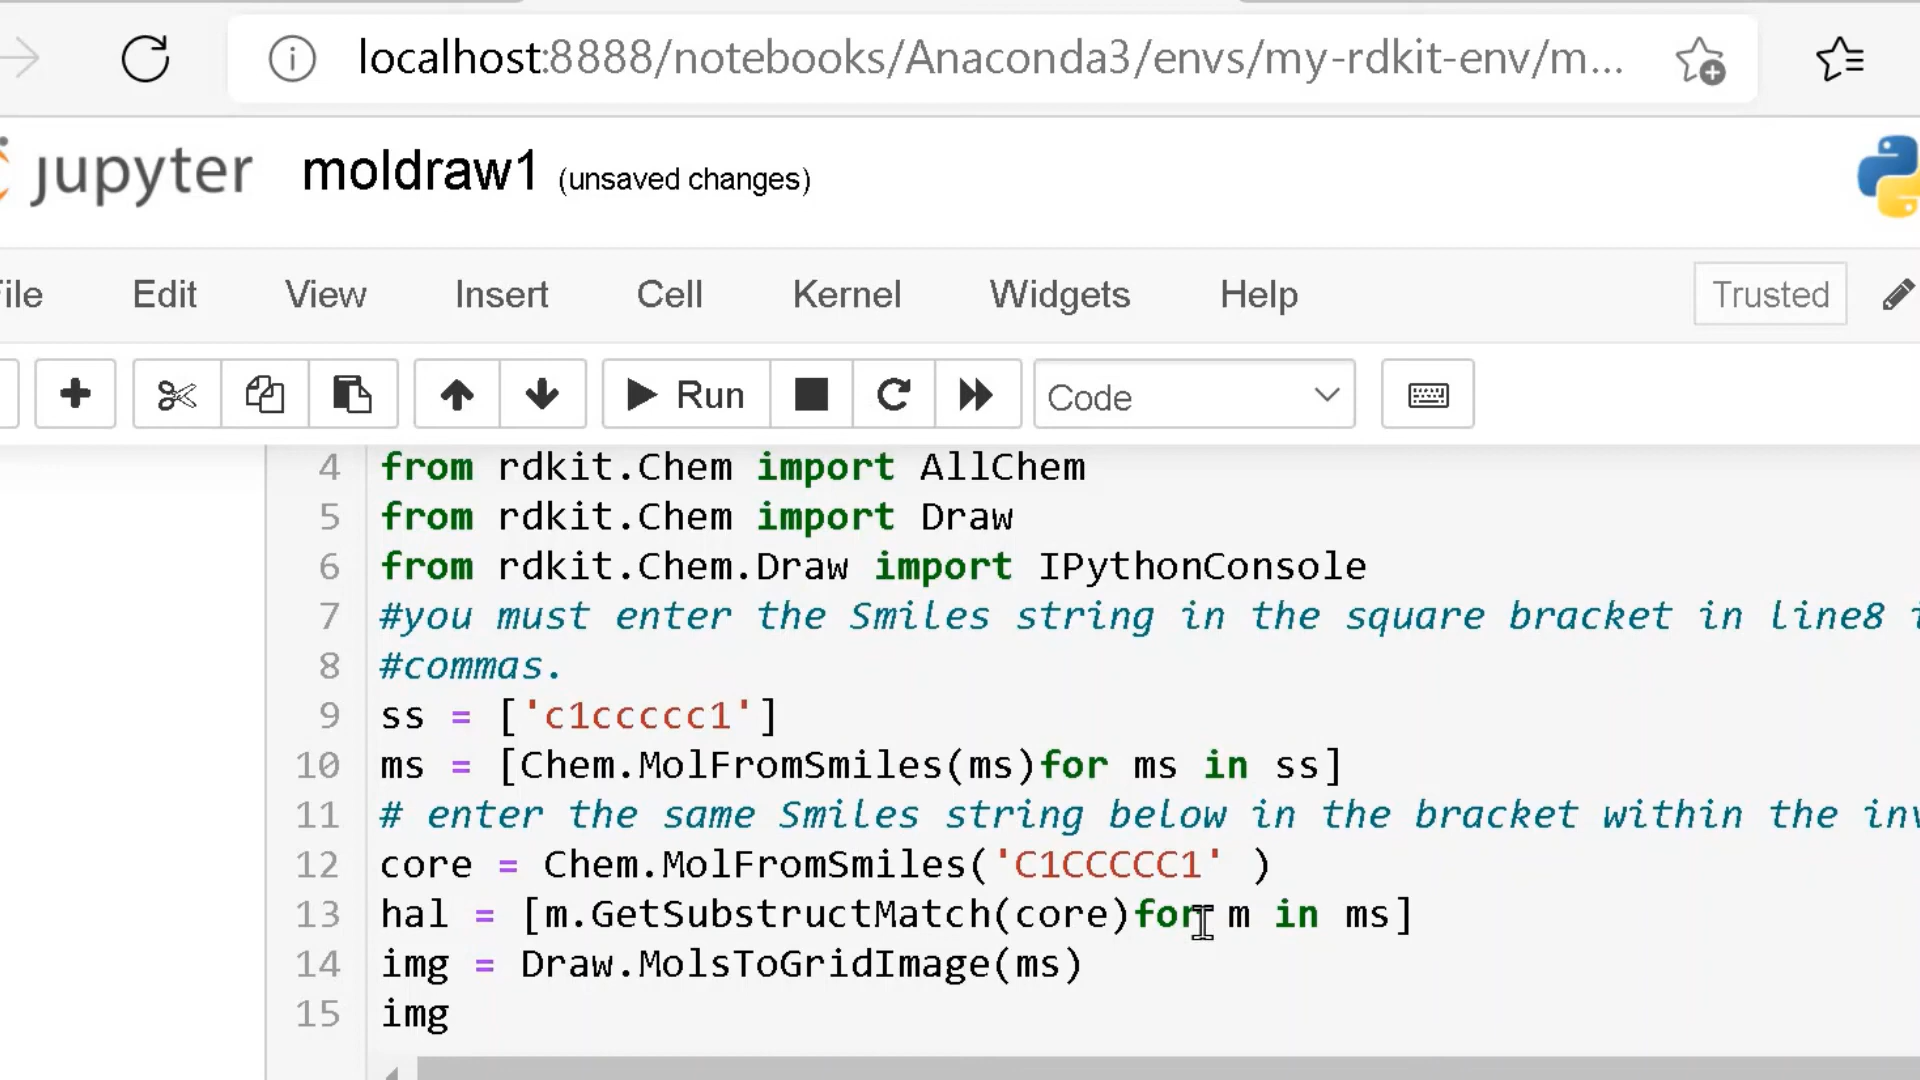 localhost:8888/notebooks/Anaconda3/envs/my-rdkit-env/m...
jupyter moldraw1 (unsaved changes)
ile Edit View Insert Cell Kernel Widgets Help Trusted
Run Code
4 from rdkit.Chem import AllChem
5 from rdkit.Chem import Draw
6 from rdkit.Chem.Draw import IPythonConsole
7 #you must enter the Smiles string in the square bracket in line8 i
8 #commas.
9 ss = ['c1ccccc1']
10 ms = [Chem.MolFromSmiles(ms)for ms in ss]
11 # enter the same Smiles string below in the bracket within the inv
12 core = Chem.MolFromSmiles('C1CCCCC1' )
13 hal = [m.GetSubstructMatch(core)for m in ms]
14 img = Draw.MolsToGridImage(ms)
15 img